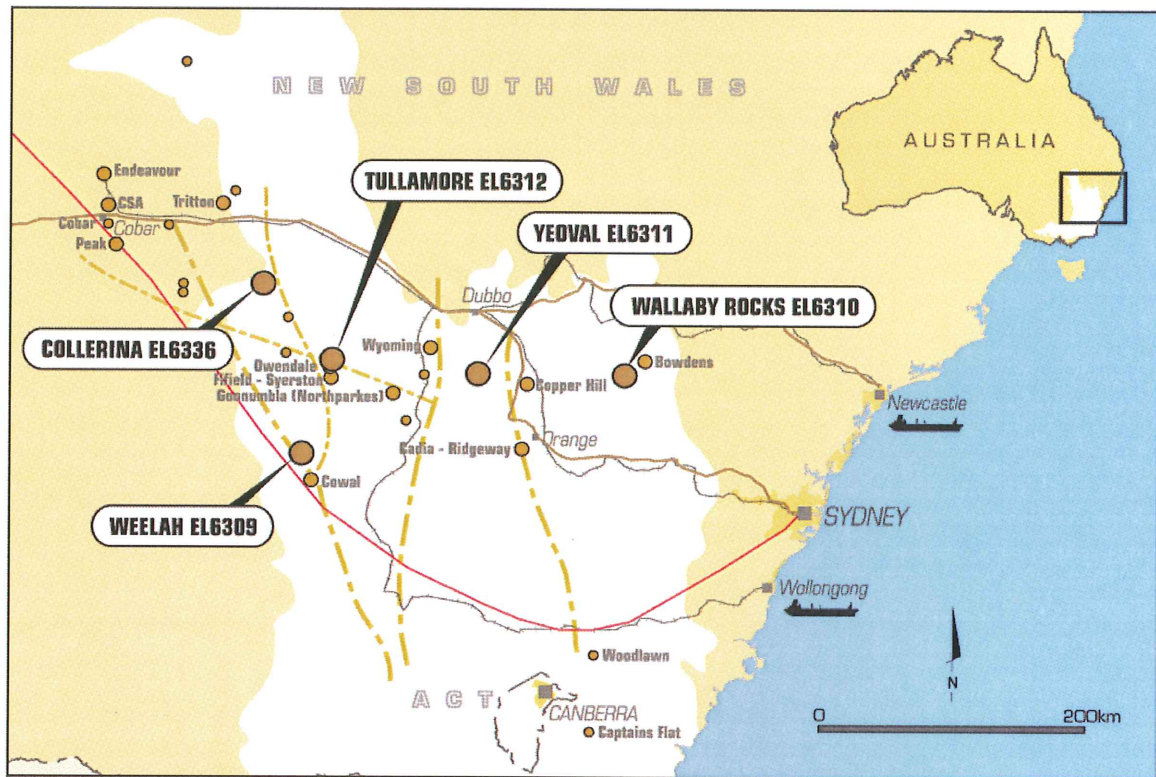 NEW SOUTH WALES
AUSTRALIA
Endeavour
CSA
Tritton
Cobar
Cobar
Peak
TULLAMORE EL6312
YEOVAL EL6311
WALLABY ROCKS EL6310
COLLERINA EL6336
WEELAH EL6309
Dubbo
Wyoming
Owendale
Fifield - Syerston
Goonumbla (Northparkes)
Bowdens
Copper Hill
Newcastle
Orange
Cadia - Ridgeway
Cowal
SYDNEY
Wollongong
Woodlawn
ACT
CANBERRA
Captains Flat
N
0
200km